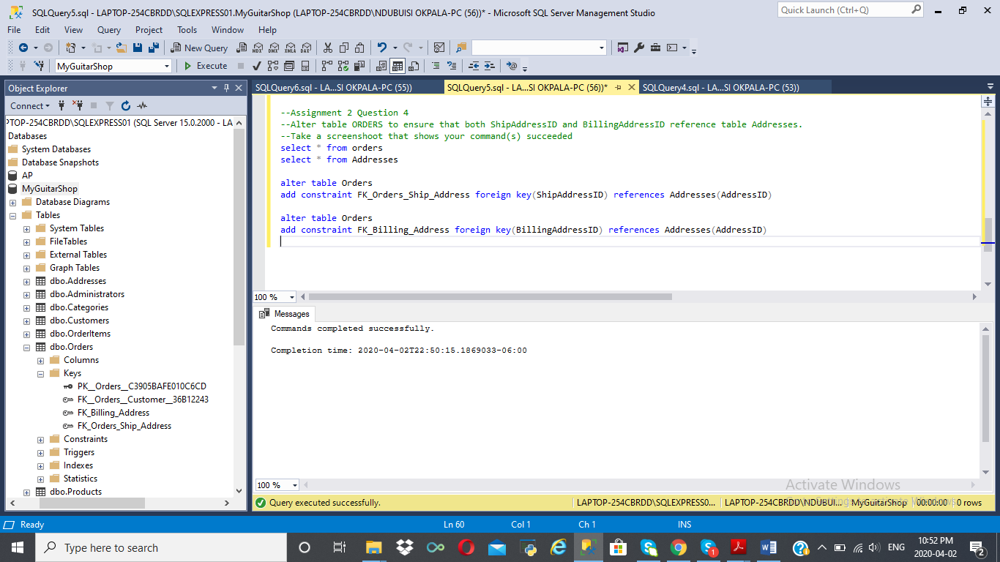 SQLQuery5.sql - LAPTOP-254CBRDD\SQLEXPRESS01.MyGuitarShop (LAPTOP-254CBRDD\NDUBUISI OKPALA-PC (56))* - Microsoft SQL Server Management Studio
Quick Launch (Ctrl+Q)
File Edit View Query Project Tools Window Help
New Query MDX DMX XMLA DAX
MyGuitarShop Execute
Object Explorer
SQLQuery6.sql - LA...SI OKPALA-PC (55))
SQLQuery5.sql - LA...SI OKPALA-PC (56))*
SQLQuery4.sql - LA...SI OKPALA-PC (53))
Connect
PTOP-254CBRDD\SQLEXPRESS01 (SQL Server 15.0.2000 - LA
Databases
System Databases
Database Snapshots
AP
MyGuitarShop
Database Diagrams
Tables
System Tables
FileTables
External Tables
Graph Tables
dbo.Addresses
dbo.Administrators
dbo.Categories
dbo.Customers
dbo.OrderItems
dbo.Orders
Columns
Keys
PK__Orders__C3905BAFE010C6CD
FK__Orders__Customer__36B12243
FK_Billing_Address
FK_Orders_Ship_Address
Constraints
Triggers
Indexes
Statistics
dbo.Products
--Assignment 2 Question 4
--Alter table ORDERS to ensure that both ShipAddressID and BillingAddressID reference table Addresses.
--Take a screenshoot that shows your command(s) succeeded
select * from orders
select * from Addresses
alter table Orders
add constraint FK_Orders_Ship_Address foreign key(ShipAddressID) references Addresses(AddressID)
alter table Orders
add constraint FK_Billing_Address foreign key(BillingAddressID) references Addresses(AddressID)
100 %
Messages
Commands completed successfully.
Completion time: 2020-04-02T22:50:15.1869033-06:00
100 %
Activate Windows
Query executed successfully.
LAPTOP-254CBRDD\SQLEXPRESS0...
LAPTOP-254CBRDD\NDUBUI...
MyGuitarShop
00:00:00
0 rows
Ready
Ln 60
Col 1
Ch 1
INS
Type here to search
1
ENG
10:52 PM
2020-04-02
2